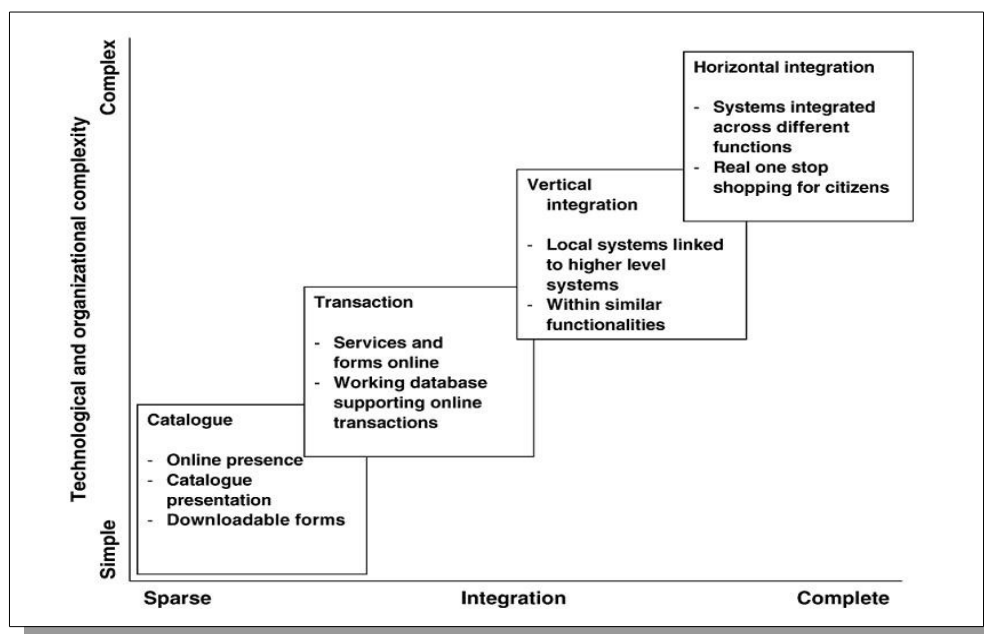 Complex
Technological and organizational complexity
Simple
Horizontal integration
- Systems integrated
across different
functions
- Real one stop
shopping for citizens
Vertical
integration
- Local systems linked
to higher level
systems
- Within similar
functionalities
Transaction
- Services and
forms online
- Working database
supporting online
transactions
Catalogue
- Online presence
- Catalogue
presentation
- Downloadable forms
Sparse
Integration
Complete